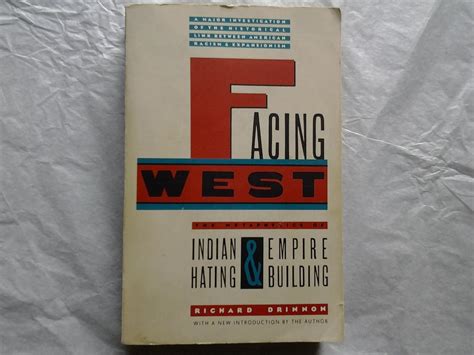 A MAJOR INVESTIGATION
OF THE HISTORICAL
LINK BETWEEN AMERICAN
RACISM & EXPANSIONISM
FACING
WEST
THE METAPHYSICS OF
INDIAN & EMPIRE
HATING BUILDING
RICHARD DRINNON
WITH A NEW INTRODUCTION BY THE AUTHOR